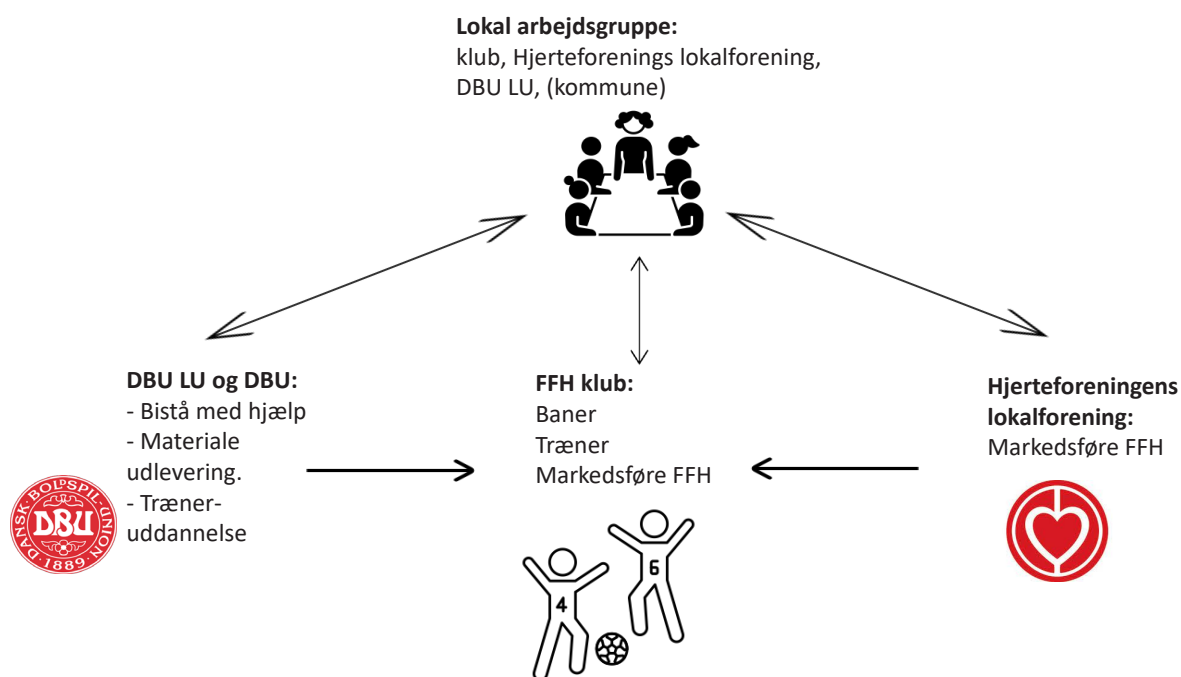 Lokal arbejdsgruppe:
klub, Hjerteforenings lokalforening,
DBU LU, (kommune)
DBU LU og DBU:
- Bistå med hjælp
- Materiale
udlevering.
- Træner-
uddannelse
DANSK·BOLDSPIL·UNION
DBU
·1889·
FFH klub:
Baner
Træner
Markedsføre FFH
4
6
Hjerteforeningens
lokalforening:
Markedsføre FFH